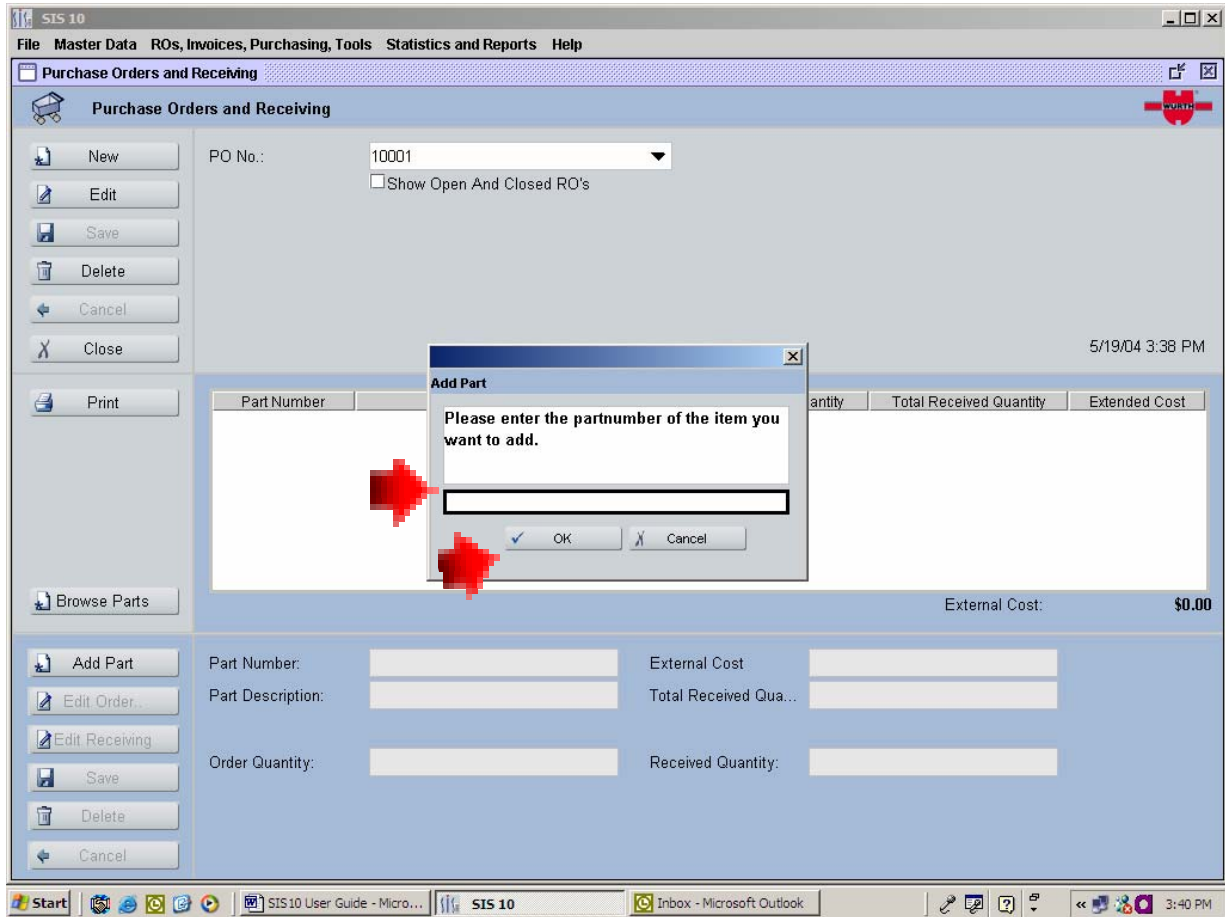 SIS 10
File Master Data ROs, Invoices, Purchasing, Tools Statistics and Reports Help
Purchase Orders and Receiving
Purchase Orders and Receiving
WÜRTH
New
PO No.: 10001
Show Open And Closed RO's
Edit
Save
Delete
Cancel
Close
5/19/04 3:38 PM
Print
Part Number antity Total Received Quantity Extended Cost
Add Part
Please enter the partnumber of the item you
want to add.
OK Cancel
Browse Parts
External Cost: $0.00
Add Part
Edit Order..
Edit Receiving
Save
Delete
Cancel
Part Number: External Cost
Part Description: Total Received Qua...
Order Quantity: Received Quantity:
Start SIS10 User Guide - Micro... SIS 10 Inbox - Microsoft Outlook 3:40 PM